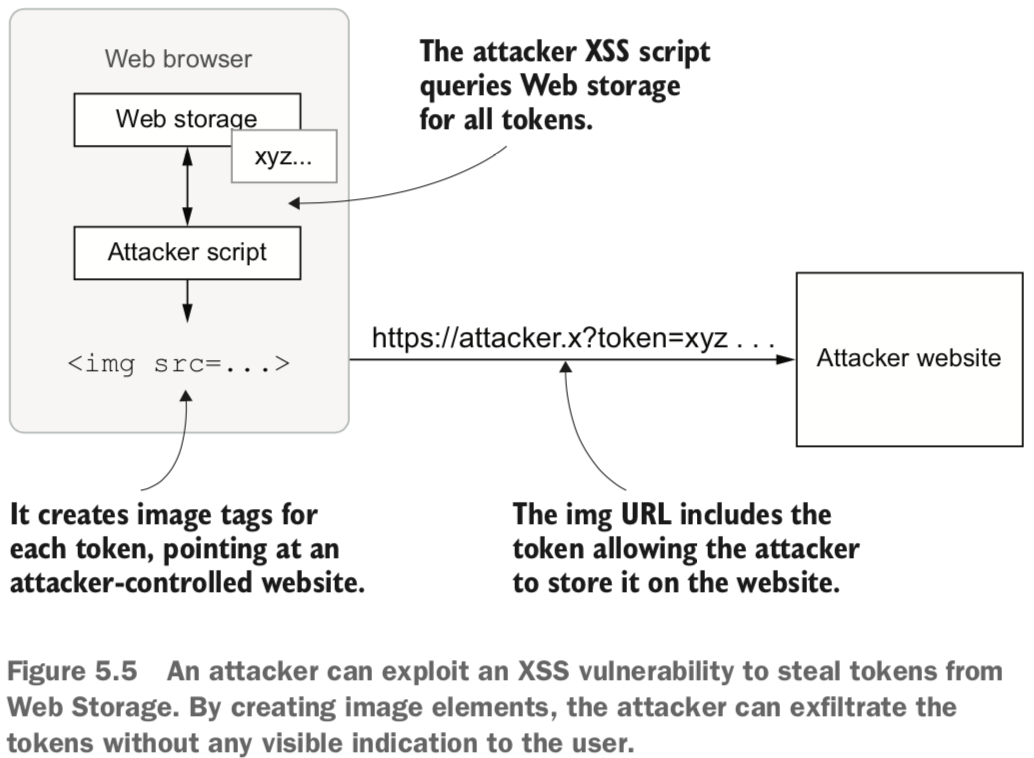 Web browser
Web storage
xyz...
Attacker script
<img src=...>
The attacker XSS script
queries Web storage
for all tokens.
https://attacker.x?token=xyz . . .
Attacker website
It creates image tags for
each token, pointing at an
attacker-controlled website.
The img URL includes the
token allowing the attacker
to store it on the website.
Figure 5.5 An attacker can exploit an XSS vulnerability to steal tokens from
Web Storage. By creating image elements, the attacker can exfiltrate the
tokens without any visible indication to the user.